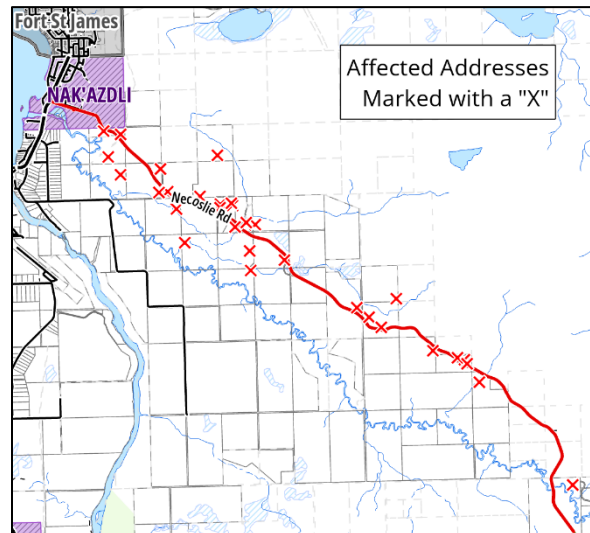 Fort St James
NAK'AZDLI
Affected Addresses
Marked with a "X"
Necoslie Rd